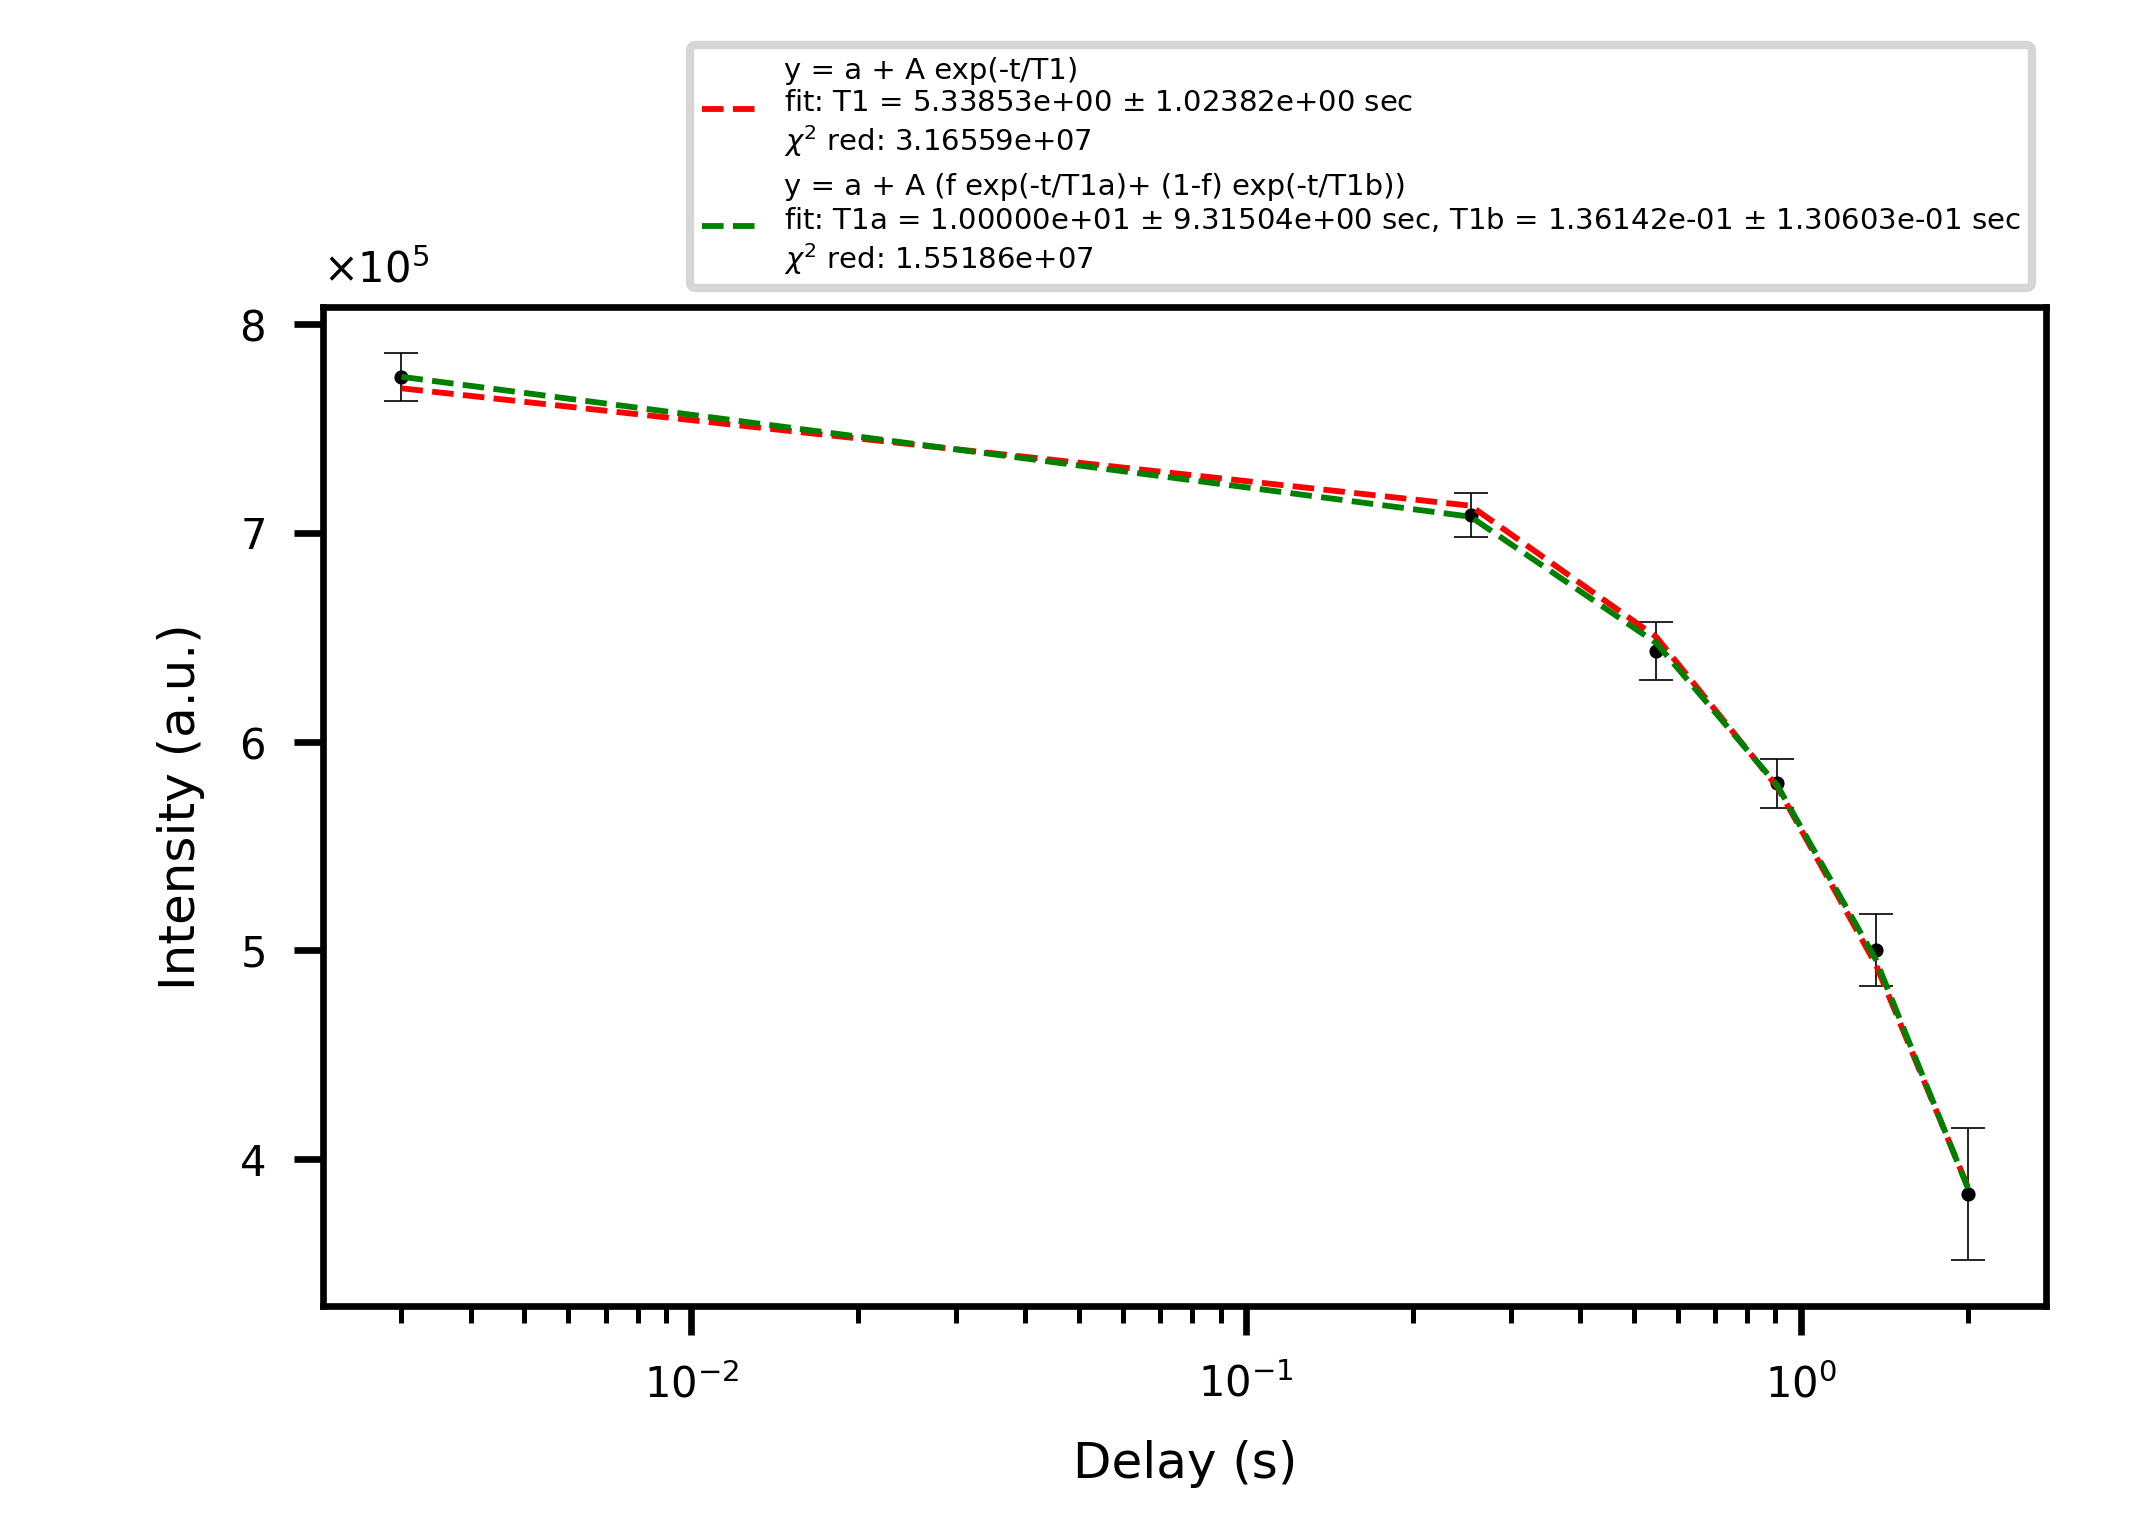 y = a + A exp(-t/T1)
fit: T1 = 5.33853e+00 ± 1.02382e+00 sec
χ² red: 3.16559e+07
y = a + A (f exp(-t/T1a)+ (1-f) exp(-t/T1b))
fit: T1a = 1.00000e+01 ± 9.31504e+00 sec, T1b = 1.36142e-01 ± 1.30603e-01 sec
χ² red: 1.55186e+07
×10⁵
8
7
6
5
4
Intensity (a.u.)
10⁻² 10⁻¹ 10⁰
Delay (s)